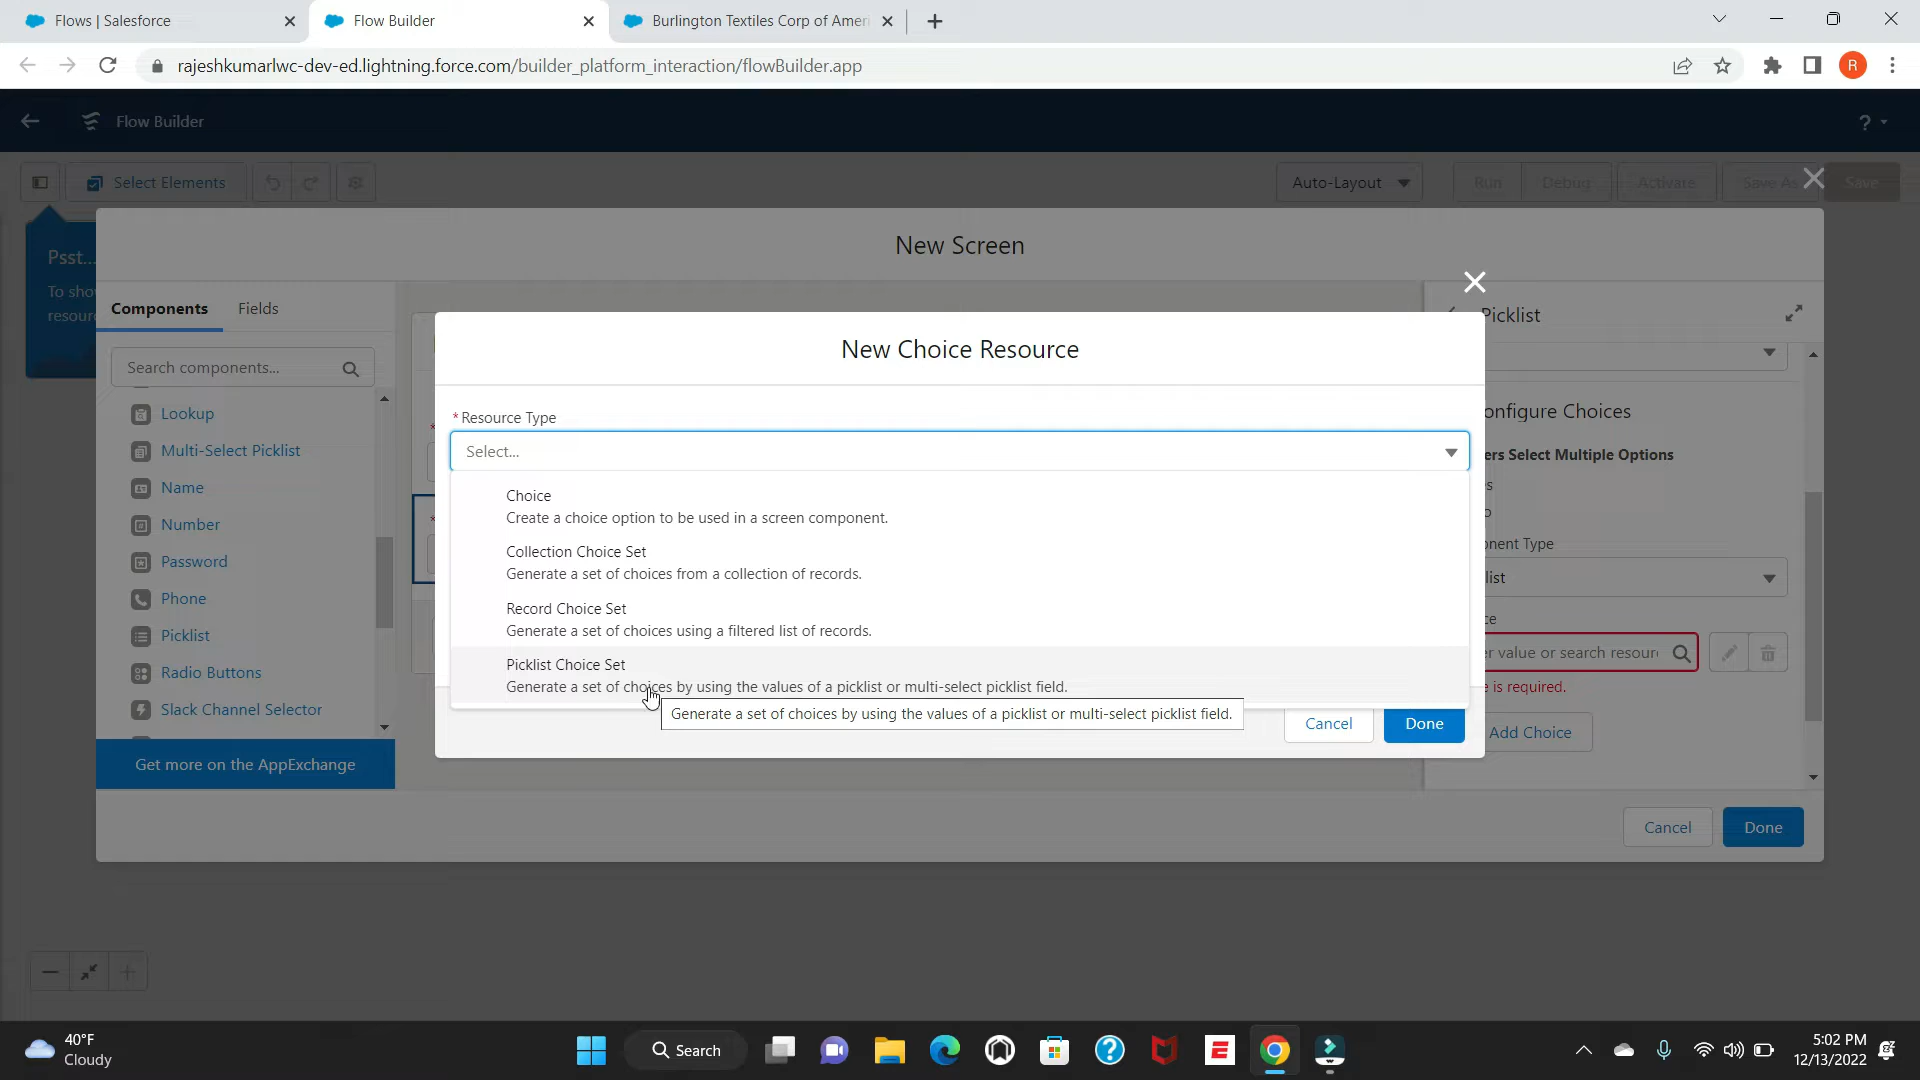 Flows | Salesforce
Flow Builder
Burlington Textiles Corp of Ameri
rajeshkumarlwc-dev-ed.lightning.force.com/builder_platform_interaction/flowBuilder.app
R
Flow Builder
?
Select Elements
Auto-Layout
Run
Debug
Activate
Save As
Save
Psst...
To sho
resourc
New Screen
Components
Fields
Search components...
Lookup
Multi-Select Picklist
Name
Number
Password
Phone
Picklist
Radio Buttons
Slack Channel Selector
Get more on the AppExchange
New Choice Resource
* Resource Type
Select...
Choice
Create a choice option to be used in a screen component.
Collection Choice Set
Generate a set of choices from a collection of records.
Record Choice Set
Generate a set of choices using a filtered list of records.
Picklist Choice Set
Generate a set of choices by using the values of a picklist or multi-select picklist field.
Generate a set of choices by using the values of a picklist or multi-select picklist field.
Cancel
Done
Picklist
onfigure Choices
ers Select Multiple Options
s
o
onent Type
list
ce
er value or search resour
e is required.
Add Choice
Cancel
Done
40°F
Cloudy
Search
5:02 PM
12/13/2022